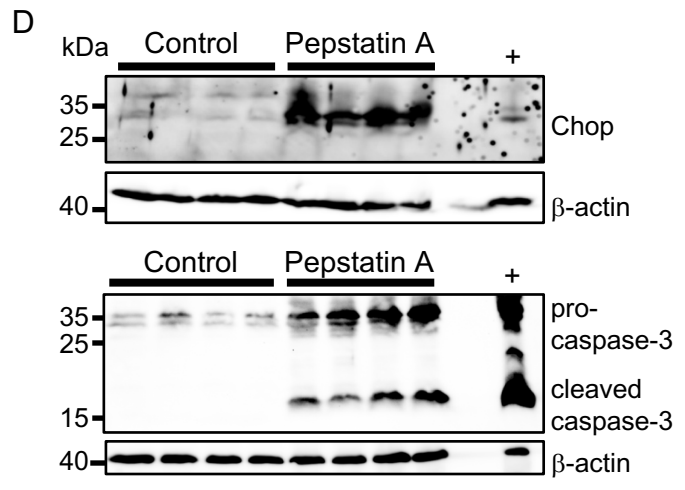 D
kDa Control Pepstatin A +
35
25
Chop
40
β-actin
Control Pepstatin A +
35
25
15
pro-
caspase-3
cleaved
caspase-3
40
β-actin